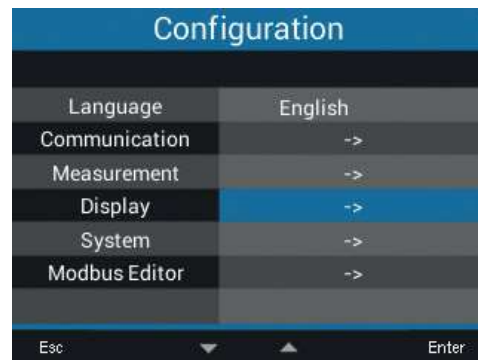 Configuration
Language English
Communication ->
Measurement ->
Display ->
System ->
Modbus Editor ->
Esc Enter